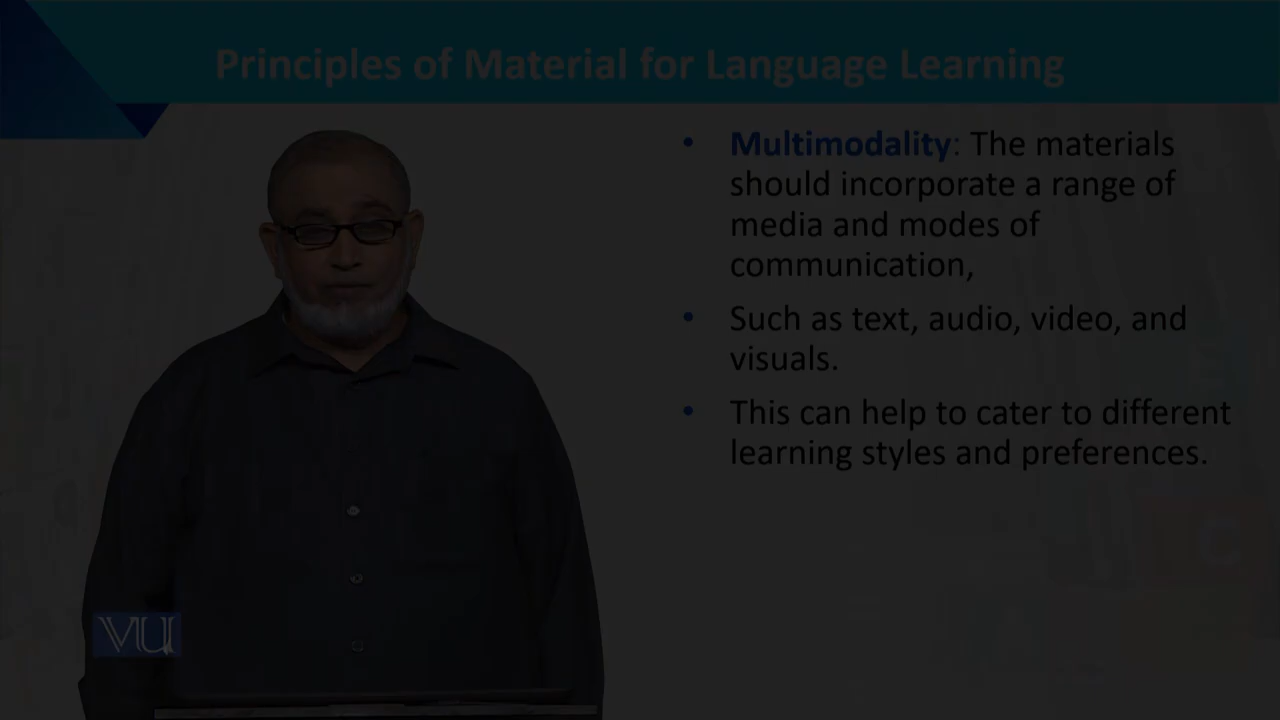 Principles of Material for Language Learning
• Multimodality: The materials
should incorporate a range of
media and modes of
communication,
• Such as text, audio, video, and
visuals.
• This can help to cater to different
learning styles and preferences.
VU